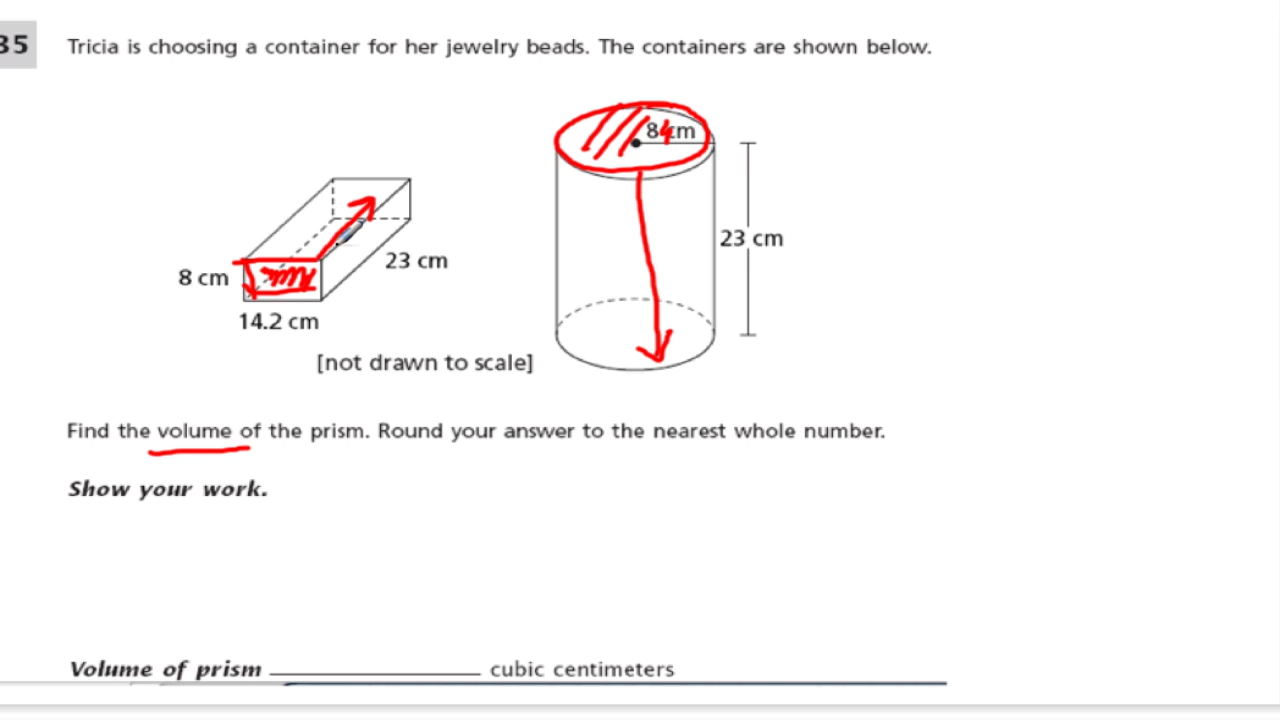 35
Tricia is choosing a container for her jewelry beads. The containers are shown below.
8 cm
8 cm
23 cm
23 cm
14.2 cm
[not drawn to scale]
Find the volume of the prism. Round your answer to the nearest whole number.
Show your work.
Volume of prism cubic centimeters